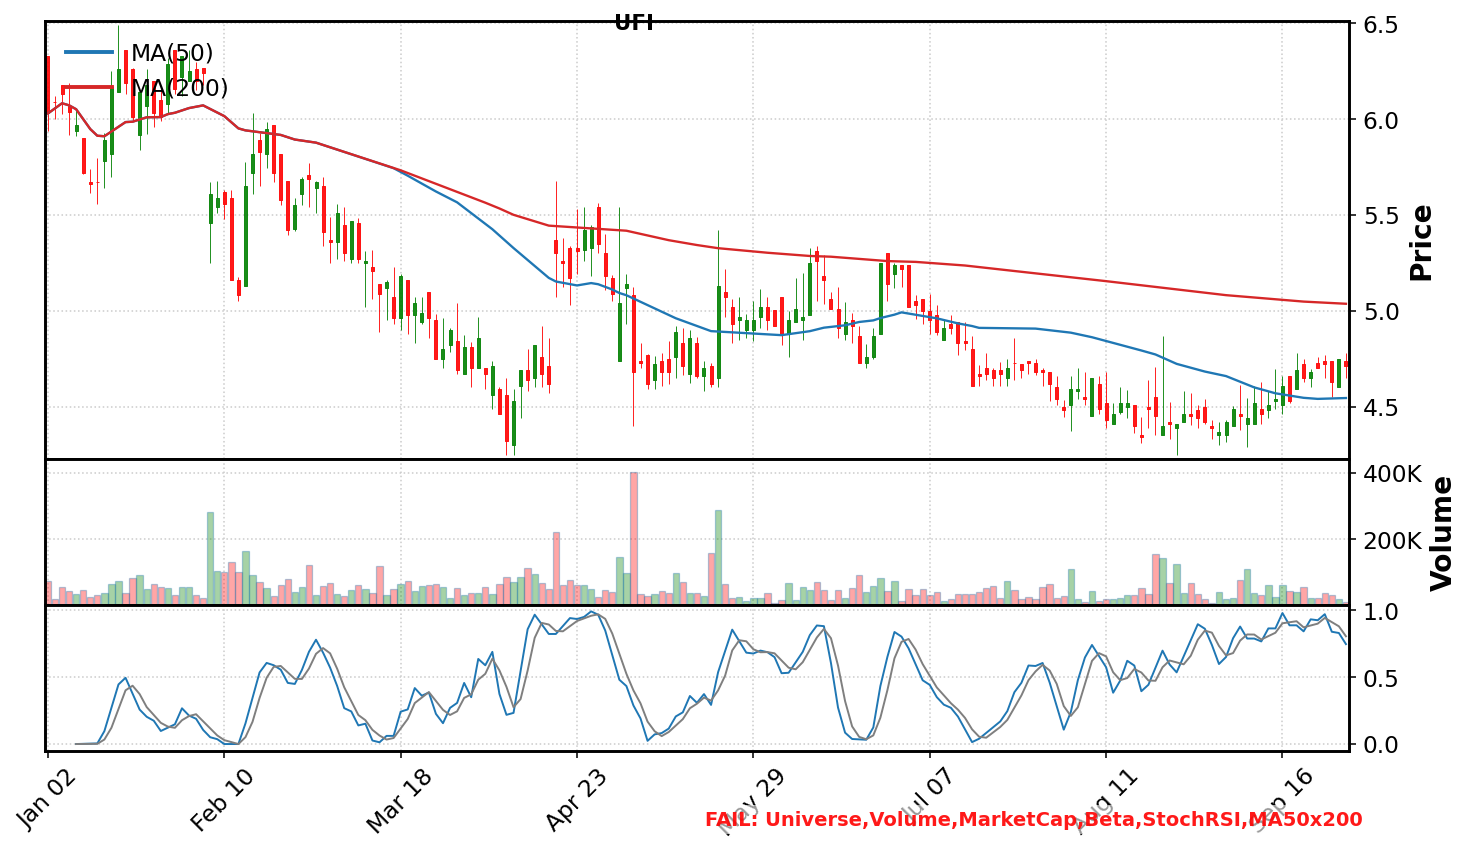 UFI
MA(50)
MA(200)
6.5
6.0
5.5
5.0
4.5
Price
400K
200K
Volume
1.0
0.5
0.0
Jan 02
Feb 10
Mar 18
Apr 23
May 29
Jul 07
Aug 11
Sep 16
FAIL: Universe,Volume,MarketCap,Beta,StochRSI,MA50x200